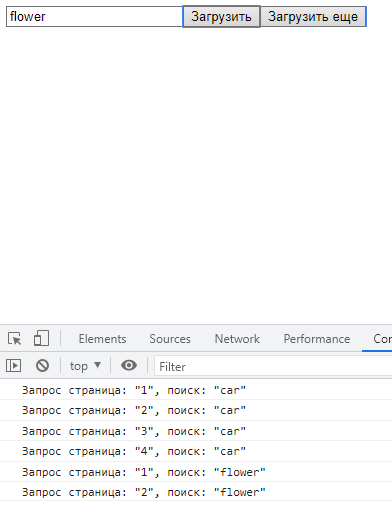 flower Загрузить Загрузить еще
Elements Sources Network Performance
top ▼ Filter
Запрос страница: "1", поиск: "car"
Запрос страница: "2", поиск: "car"
Запрос страница: "3", поиск: "car"
Запрос страница: "4", поиск: "car"
Запрос страница: "1", поиск: "flower"
Запрос страница: "2", поиск: "flower"